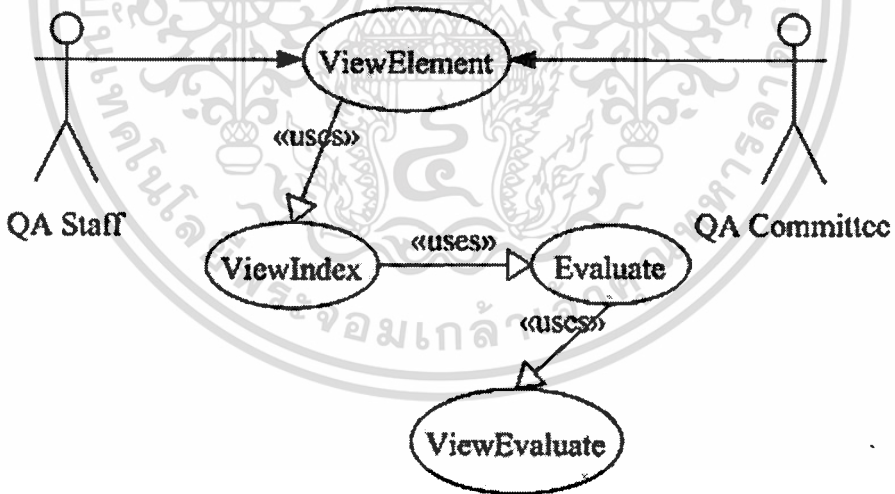 ViewElement
«uses»
QA Staff
QA Committee
ViewIndex
«uses»
Evaluate
«uses»
ViewEvaluate